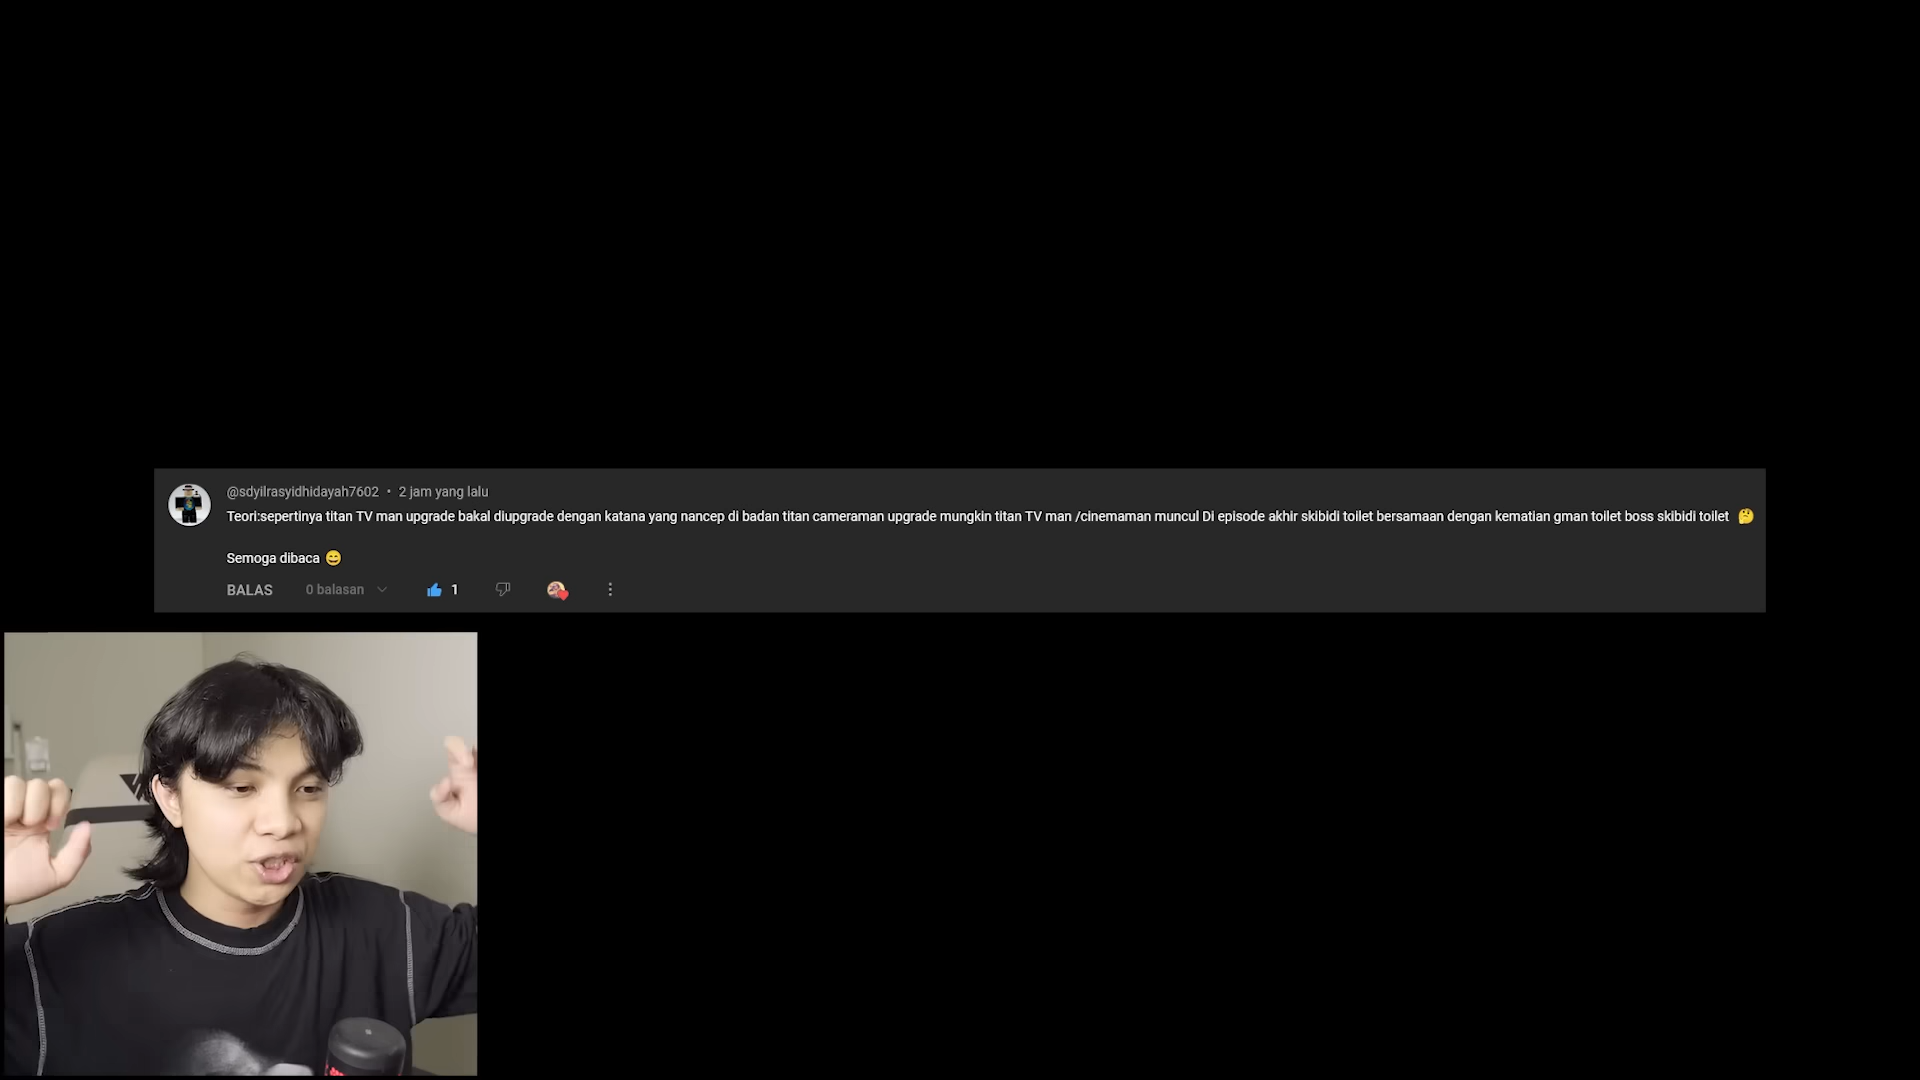 @sdyilrasyidhidayah7602 • 2 jam yang lalu
Teori:sepertinya titan TV man upgrade bakal diupgrade dengan katana yang nancep di badan titan cameraman upgrade mungkin titan TV man /cinemaman muncul Di episode akhir skibidi toilet bersamaan dengan kematian gman toilet boss skibidi toilet 🤔
Semoga dibaca 😄
BALAS 0 balasan 1